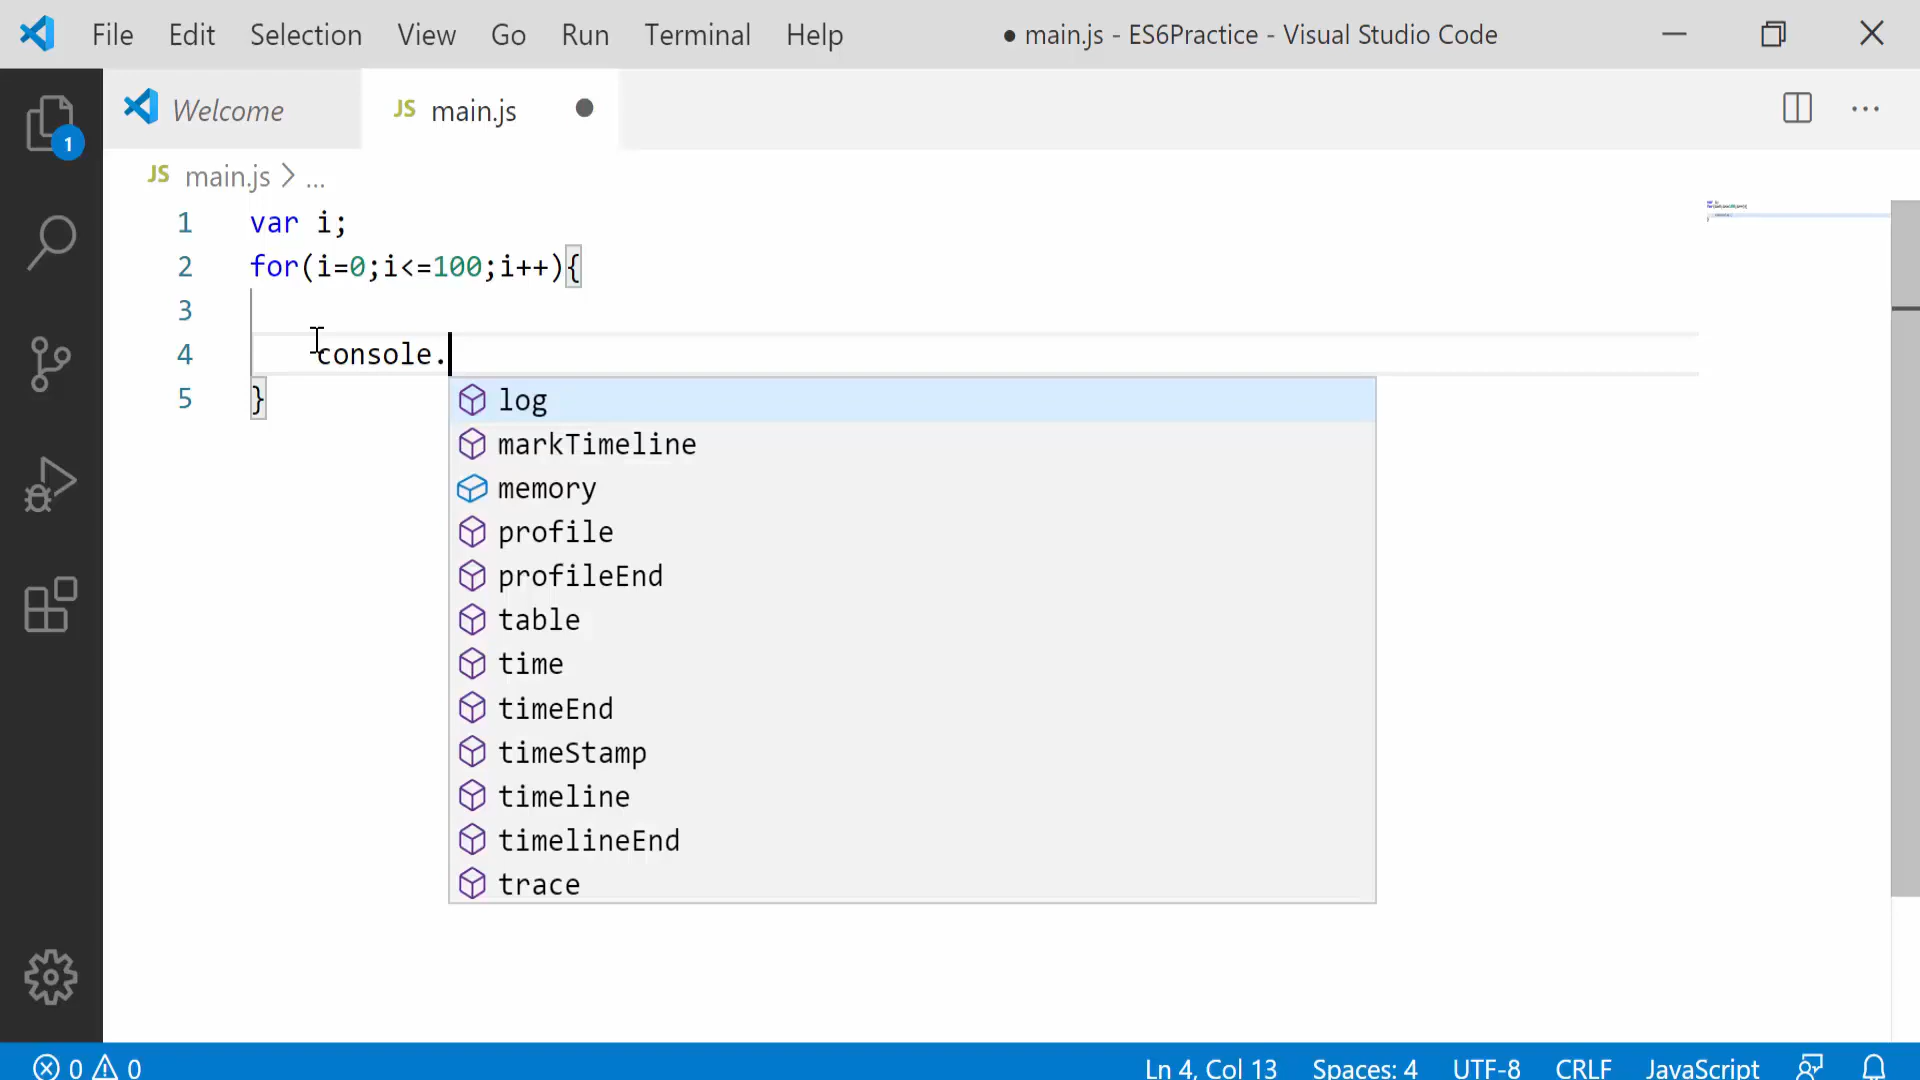 File Edit Selection View Go Run Terminal Help ● main.js - ES6Practice - Visual Studio Code
Welcome JS main.js
1
JS main.js > ...
1 var i;
2 for(i=0;i<=100;i++){
3
4 console.
5 }
log
markTimeline
memory
profile
profileEnd
table
time
timeEnd
timeStamp
timeline
timelineEnd
trace
0 0 Ln 4, Col 13 Spaces: 4 UTF-8 CRLF JavaScript